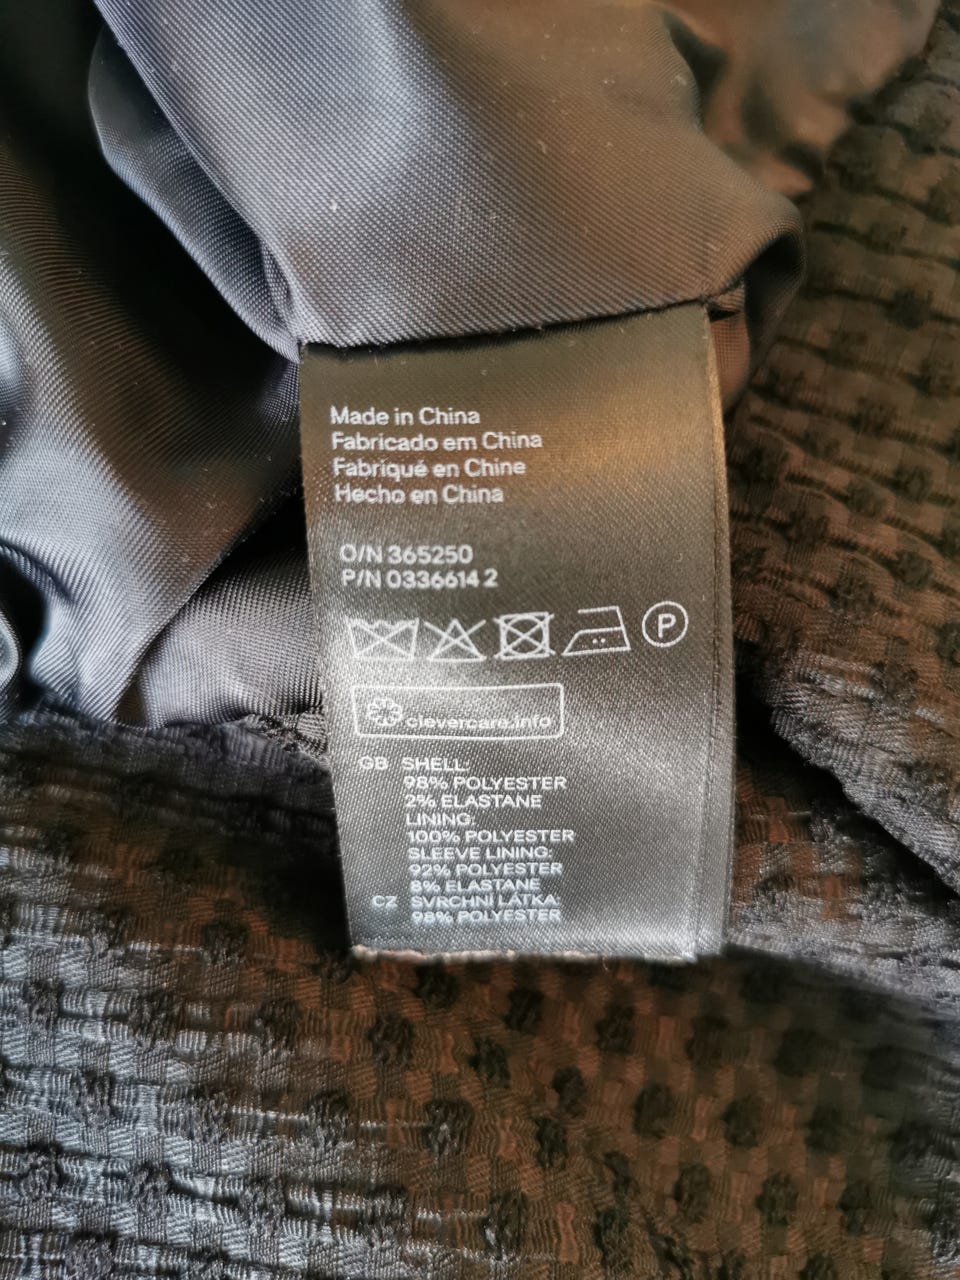 Made in China
Fabricado em China
Fabriqué en Chine
Hecho en China
O/N 365250
P/N 0336614 2
P
clevercare.info
GB SHELL:
98% POLYESTER
2% ELASTANE
LINING:
100% POLYESTER
SLEEVE LINING:
92% POLYESTER
8% ELASTANE
CZ SVRCHNÍ LÁTKA:
98% POLYESTER